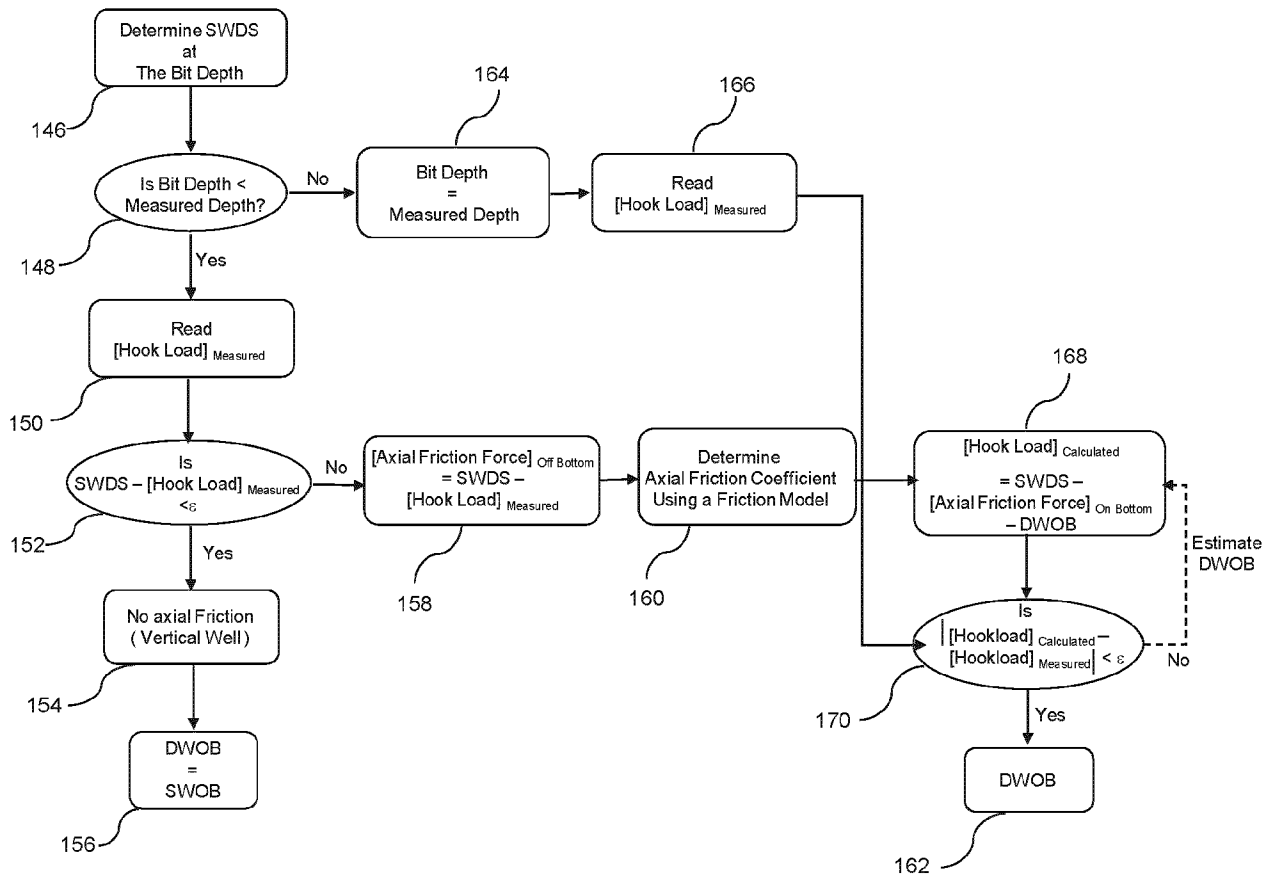 Determine SWDS
at
The Bit Depth
146
Is Bit Depth <
Measured Depth?
148
No
164
Bit Depth
=
Measured Depth
166
Read
[Hook Load] Measured
Yes
Read
[Hook Load] Measured
150
Is
SWDS – [Hook Load] Measured
<ε
152
No
[Axial Friction Force] Off Bottom
= SWDS –
[Hook Load] Measured
158
Determine
Axial Friction Coefficient
Using a Friction Model
160
168
[Hook Load] Calculated
= SWDS –
[Axial Friction Force] On Bottom
– DWOB
Estimate
DWOB
Yes
No axial Friction
( Vertical Well )
154
DWOB
=
SWOB
156
Is
| [Hookload] Calculated –
[Hookload] Measured | < ε
170
No
Yes
DWOB
162